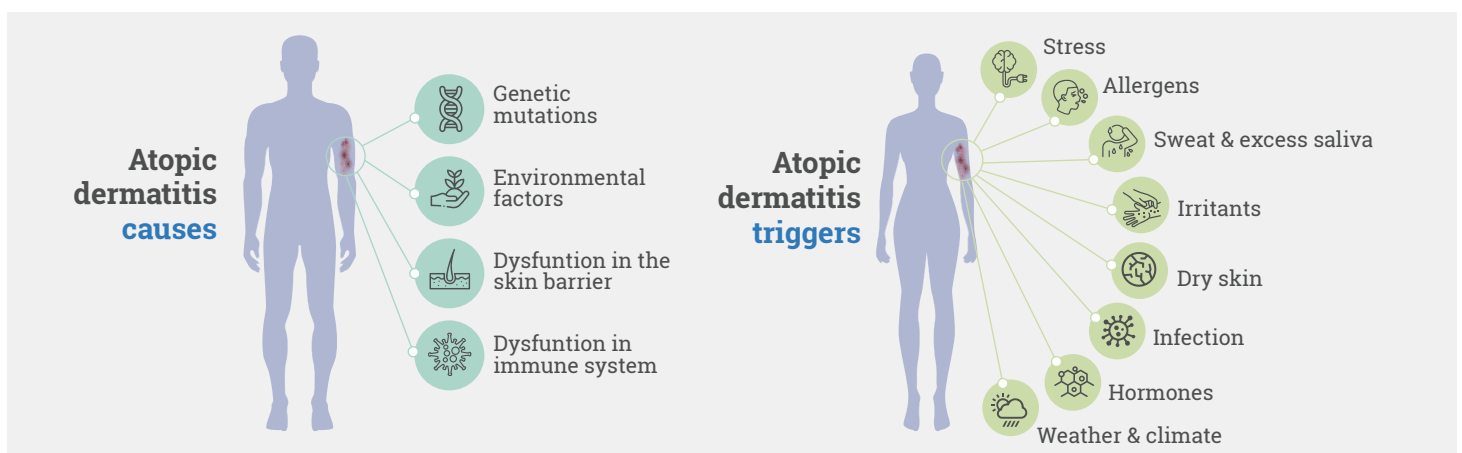 Atopic
dermatitis
causes
Genetic
mutations
Environmental
factors
Dysfuntion in the
skin barrier
Dysfuntion in
immune system
Atopic
dermatitis
triggers
Stress
Allergens
Sweat & excess saliva
Irritants
Dry skin
Infection
Hormones
Weather & climate